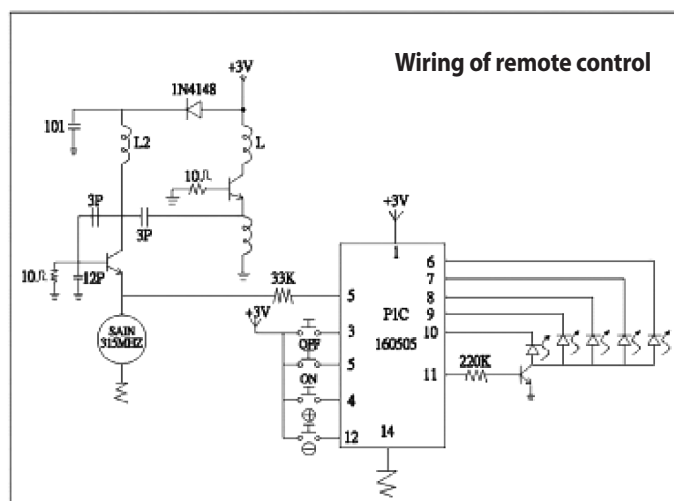 Wiring of remote control
+3V
1N4148
101
L2
L
10Ω
3P
3P
+3V
10Ω
12P
33K
1
6
7
5
8
+3V
SAIN
315MHZ
PIC
9
3
10
OFF
160505
5
220K
11
ON
4
14
12